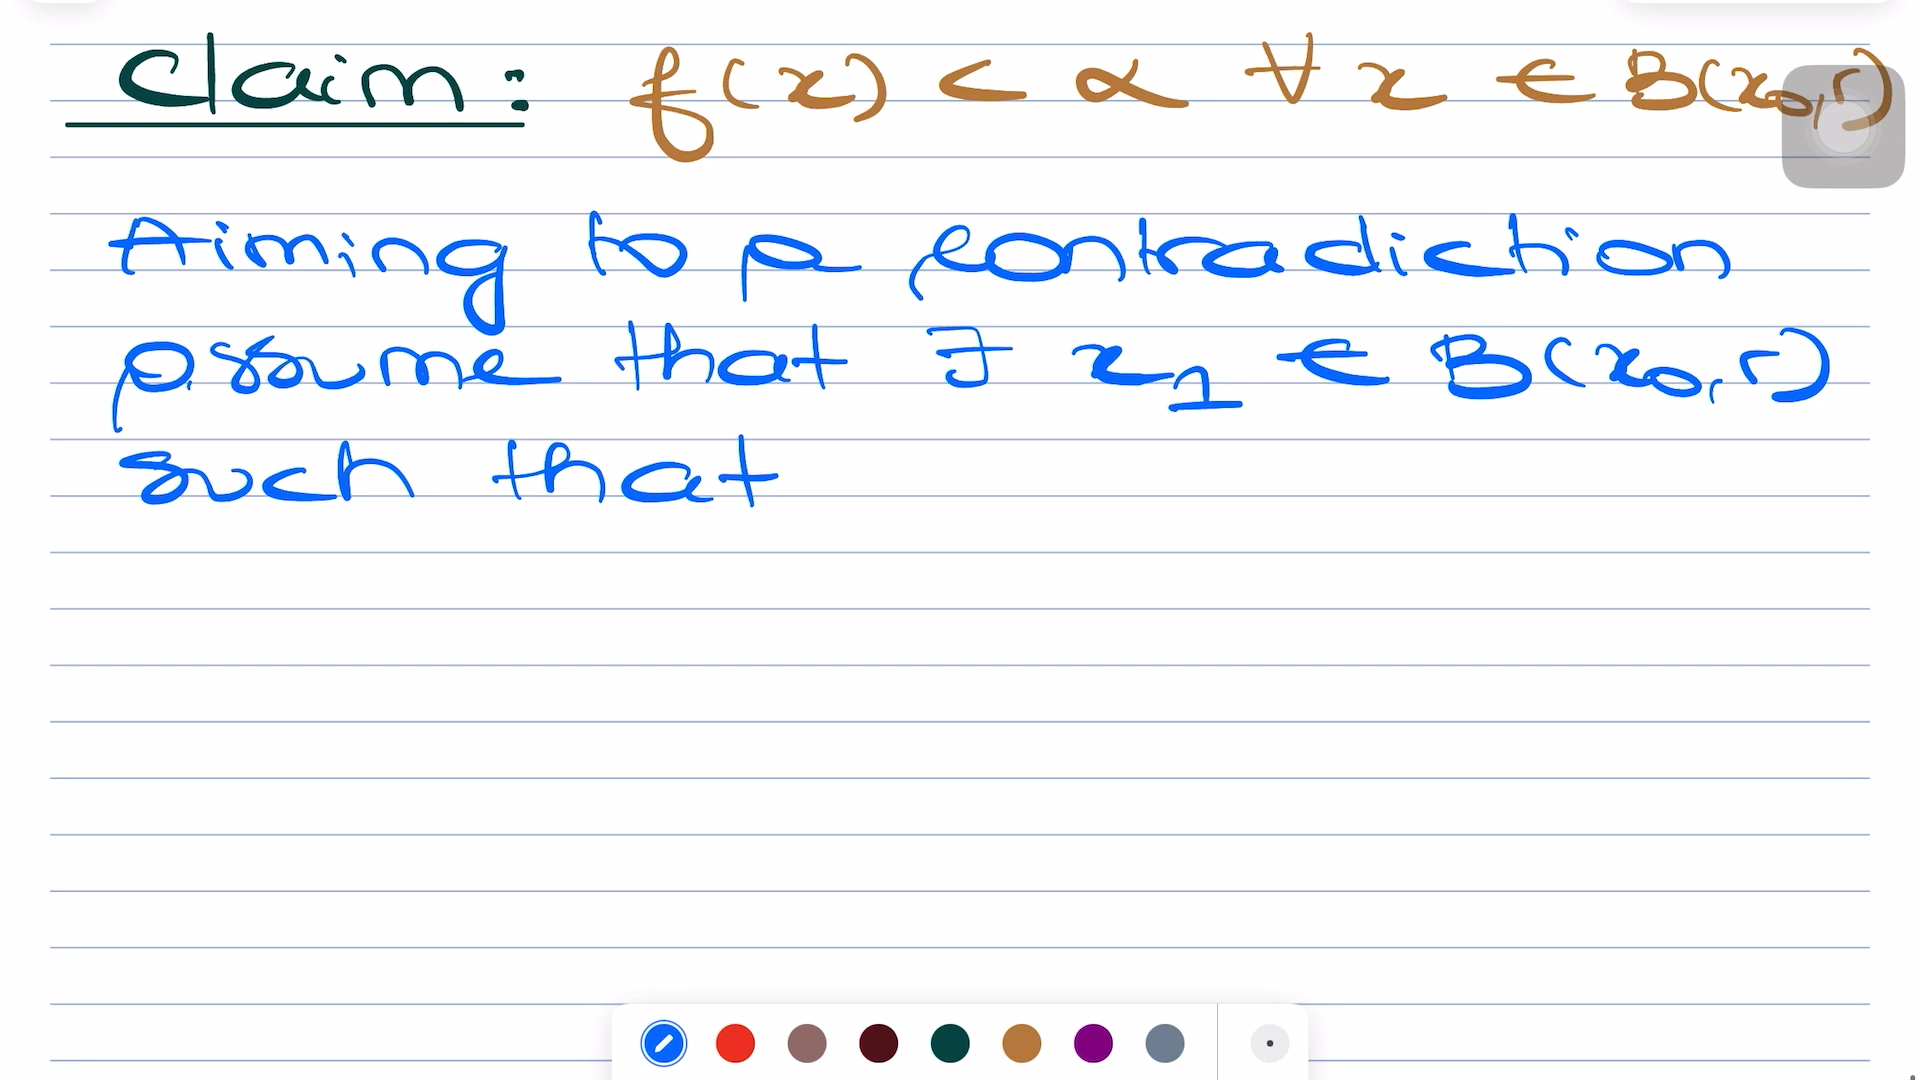 Claim: f(x) < α ∀ x ∈ B(x₀, r)
Aiming to a contradiction
assume that ∃ x₁ ∈ B(x₀, r)
such that